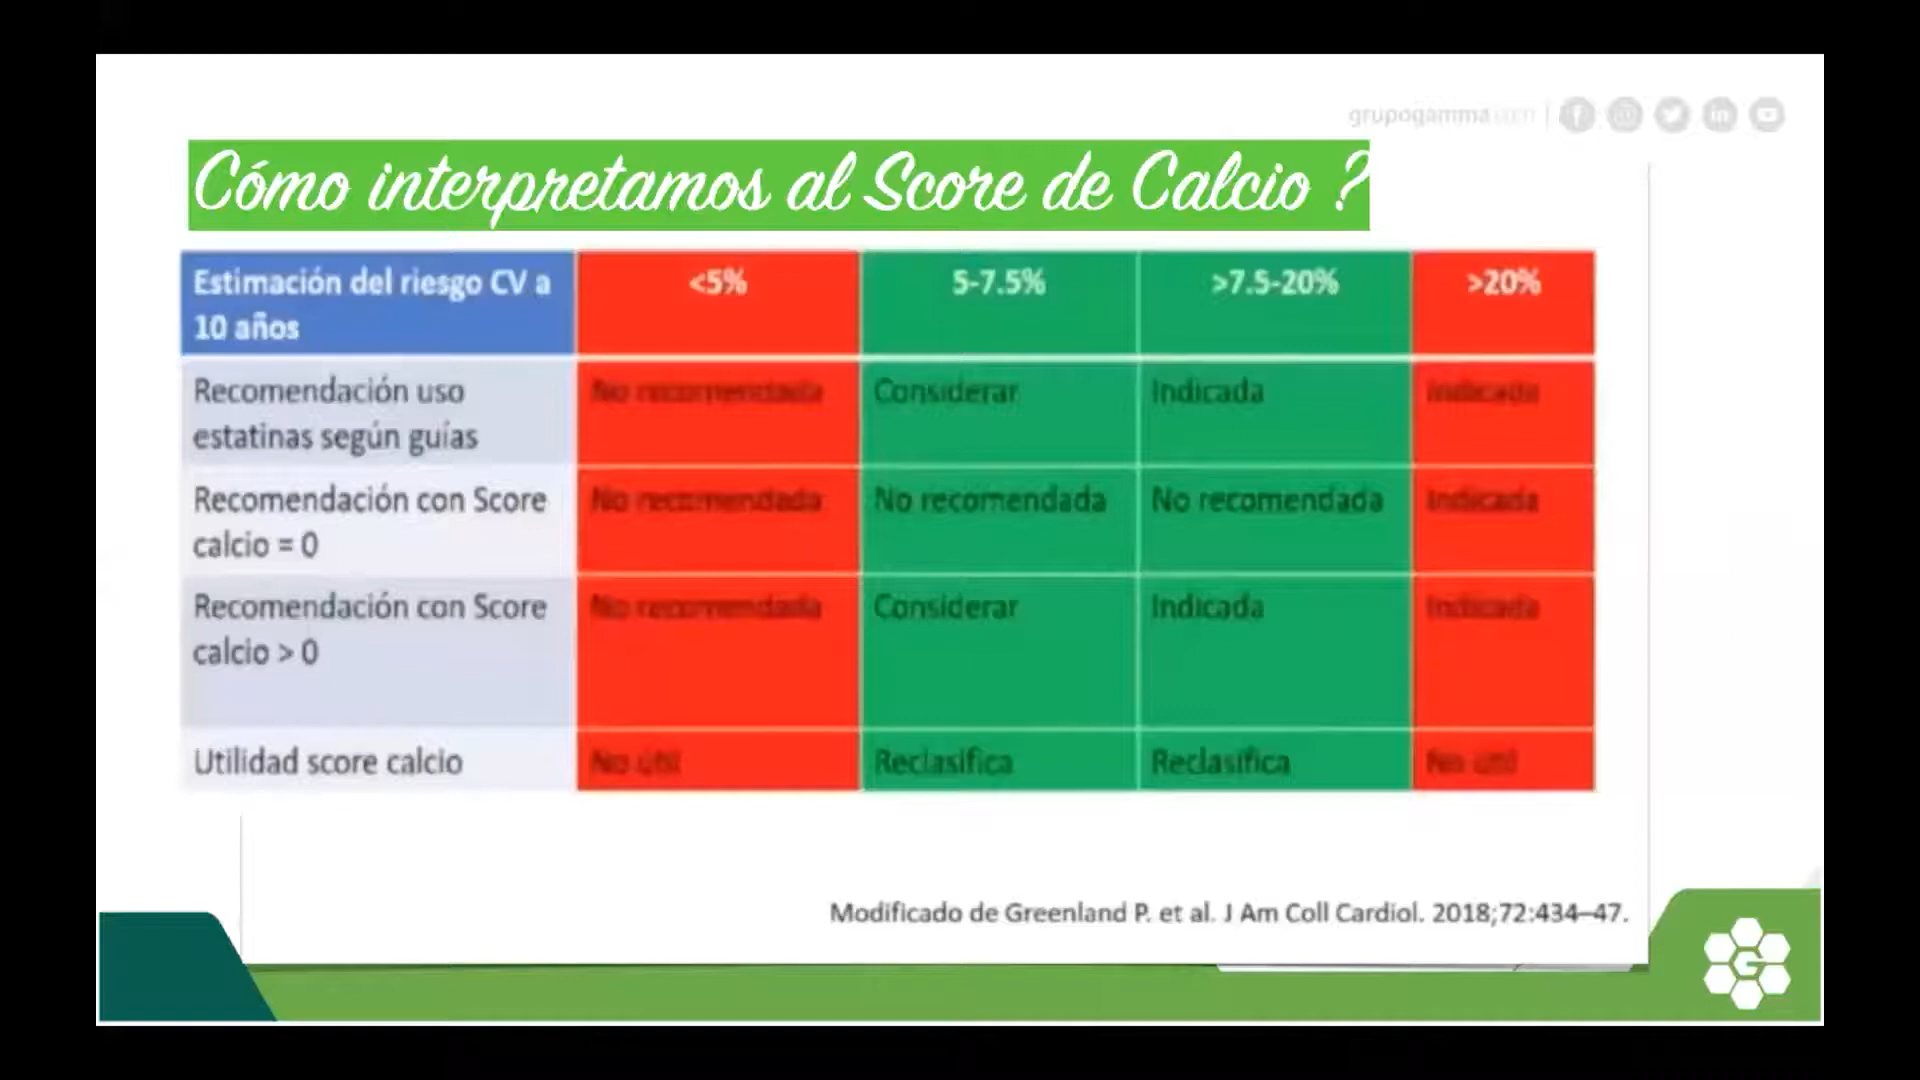 grupogamma.com
Cómo interpretamos al Score de Calcio ?
Estimación del riesgo CV a 10 años <5% 5-7.5% >7.5-20% >20%
Recomendación uso estatinas según guías No recomendada Considerar Indicada Indicada
Recomendación con Score calcio = 0 No recomendada No recomendada No recomendada Indicada
Recomendación con Score calcio > 0 No recomendada Considerar Indicada Indicada
Utilidad score calcio No útil Reclasifica Reclasifica No útil
Modificado de Greenland P. et al. J Am Coll Cardiol. 2018;72:434–47.